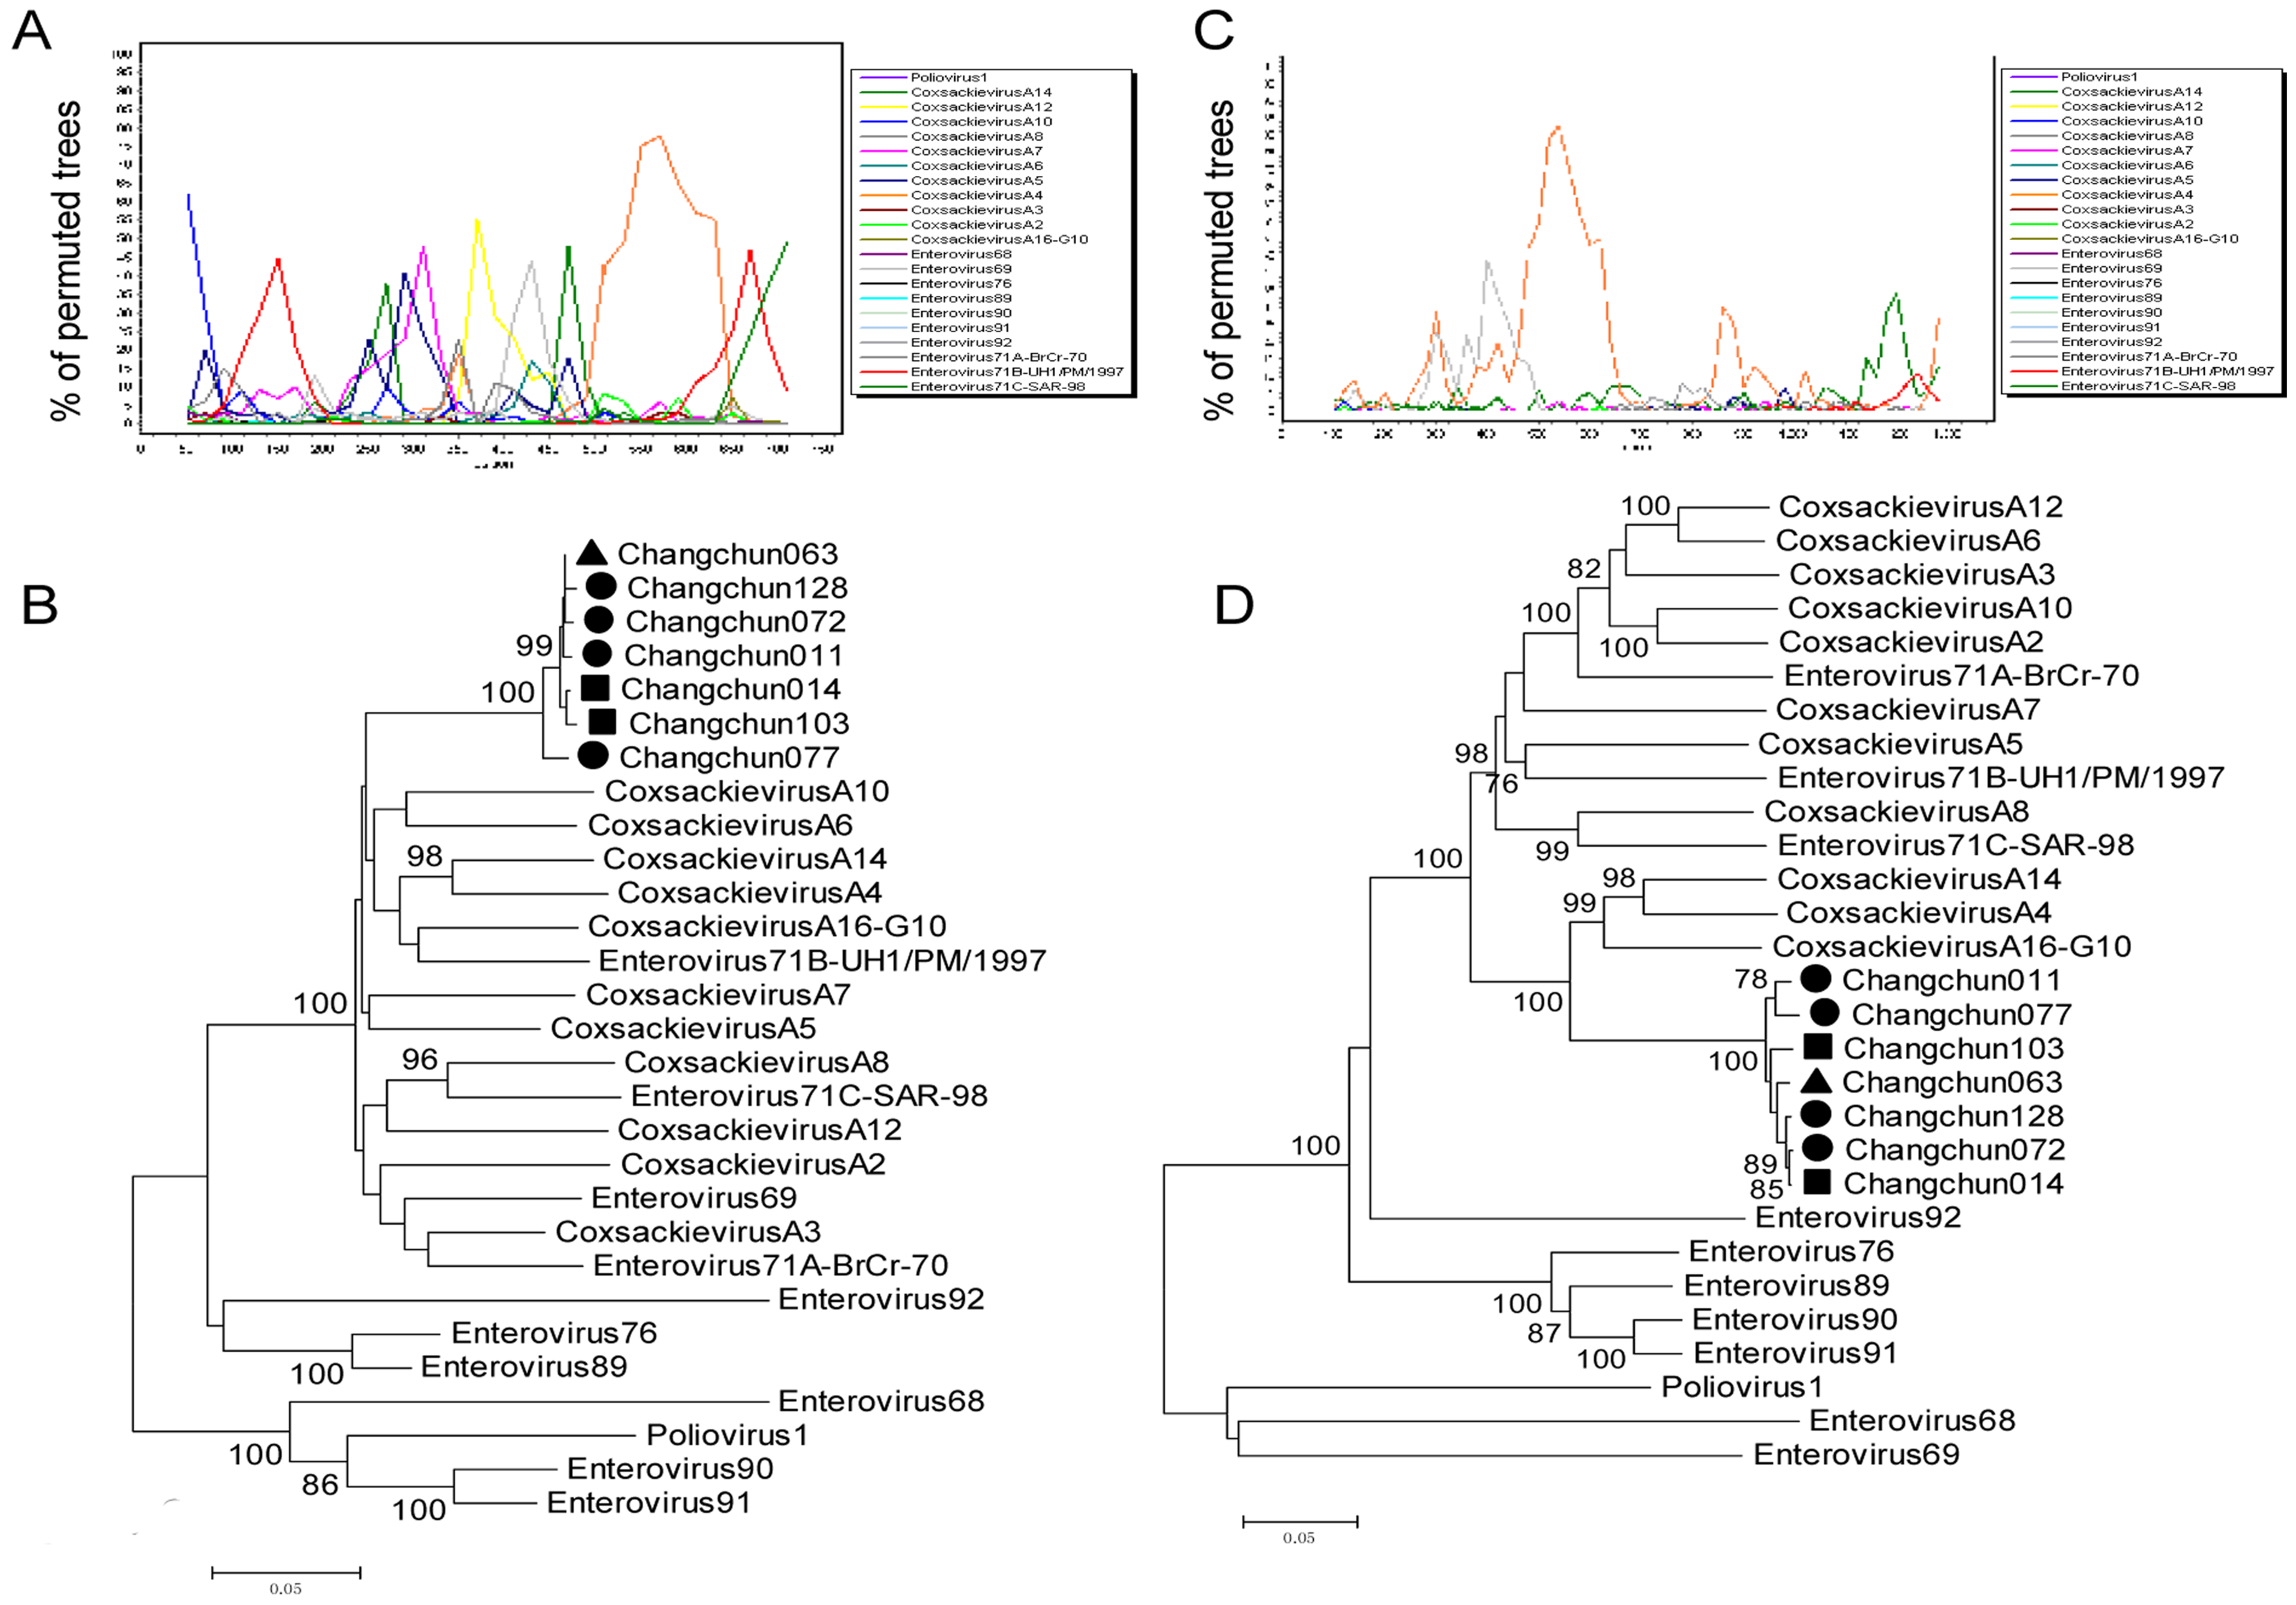 A
% of permuted trees
100
Poliovirus1
CoxsackievirusA14
CoxsackievirusA12
CoxsackievirusA10
CoxsackievirusA8
CoxsackievirusA7
CoxsackievirusA6
CoxsackievirusA5
CoxsackievirusA4
CoxsackievirusA3
CoxsackievirusA2
CoxsackievirusA16-G10
Enterovirus68
Enterovirus69
Enterovirus76
Enterovirus89
Enterovirus90
Enterovirus91
Enterovirus92
Enterovirus71A-BrCr-70
Enterovirus71B-UH1/PM/1997
Enterovirus71C-SAR-98
0 50 100 150 200 250 300
C
% of permuted trees
Poliovirus1
CoxsackievirusA14
CoxsackievirusA12
CoxsackievirusA10
CoxsackievirusA8
CoxsackievirusA7
CoxsackievirusA6
CoxsackievirusA5
CoxsackievirusA4
CoxsackievirusA3
CoxsackievirusA2
CoxsackievirusA16-G10
Enterovirus68
Enterovirus69
Enterovirus76
Enterovirus89
Enterovirus90
Enterovirus91
Enterovirus92
Enterovirus71A-BrCr-70
Enterovirus71B-UH1/PM/1997
Enterovirus71C-SAR-98
B
Changchun063
Changchun128
Changchun072
99
Changchun011
100
Changchun014
Changchun103
Changchun077
CoxsackievirusA10
CoxsackievirusA6
98
CoxsackievirusA14
CoxsackievirusA4
CoxsackievirusA16-G10
Enterovirus71B-UH1/PM/1997
CoxsackievirusA7
100
CoxsackievirusA5
96
CoxsackievirusA8
Enterovirus71C-SAR-98
CoxsackievirusA12
CoxsackievirusA2
Enterovirus69
CoxsackievirusA3
Enterovirus71A-BrCr-70
Enterovirus92
Enterovirus76
100
Enterovirus89
Enterovirus68
100
Poliovirus1
86
Enterovirus90
100
Enterovirus91
0.05
D
100
CoxsackievirusA12
CoxsackievirusA6
82
CoxsackievirusA3
100
CoxsackievirusA10
100
CoxsackievirusA2
Enterovirus71A-BrCr-70
CoxsackievirusA7
98
CoxsackievirusA5
76
Enterovirus71B-UH1/PM/1997
CoxsackievirusA8
99
Enterovirus71C-SAR-98
100
98
CoxsackievirusA14
99
CoxsackievirusA4
CoxsackievirusA16-G10
78
Changchun011
100
Changchun077
100
Changchun103
Changchun063
Changchun128
89
Changchun072
85
Changchun014
100
Enterovirus92
Enterovirus76
100
Enterovirus89
87
Enterovirus90
100
Enterovirus91
Poliovirus1
Enterovirus68
Enterovirus69
0.05